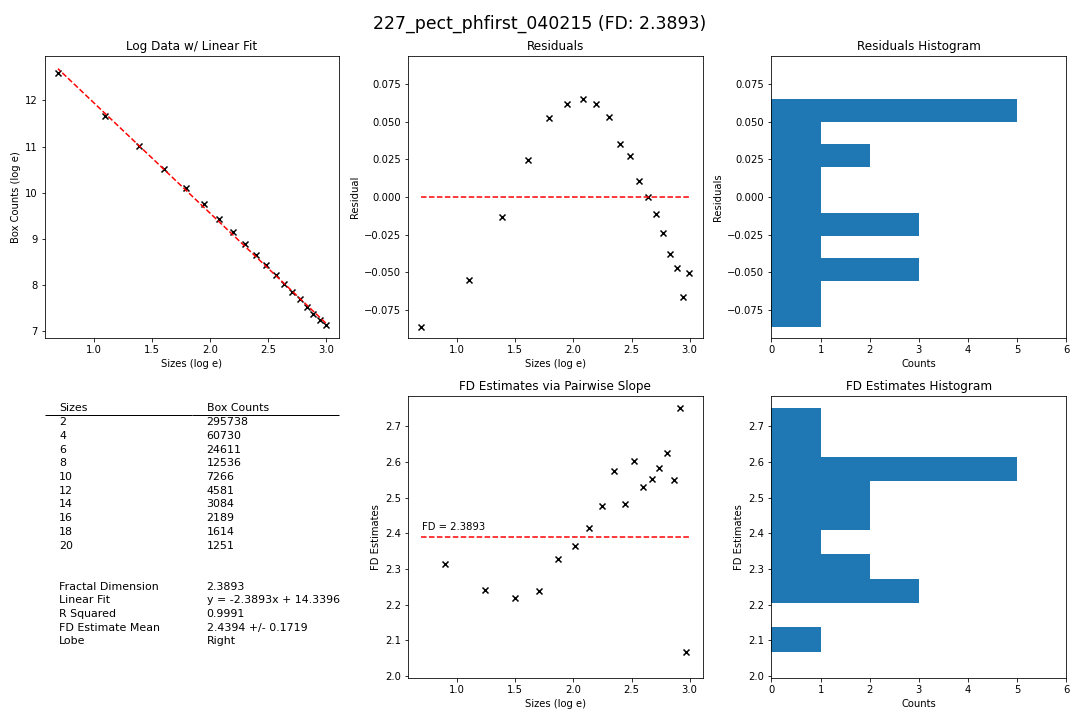 227_pect_phfirst_040215 (FD: 2.3893)
Log Data w/ Linear Fit
Box Counts (log e)
12
11
10
9
8
7
1.0 1.5 2.0 2.5 3.0
Sizes (log e)
Residuals
Residual
0.075
0.050
0.025
0.000
−0.025
−0.050
−0.075
1.0 1.5 2.0 2.5 3.0
Sizes (log e)
Residuals Histogram
Residuals
0.075
0.050
0.025
0.000
−0.025
−0.050
−0.075
0 1 2 3 4 5 6
Counts
Sizes Box Counts
2 295738
4 60730
6 24611
8 12536
10 7266
12 4581
14 3084
16 2189
18 1614
20 1251
Fractal Dimension 2.3893
Linear Fit y = -2.3893x + 14.3396
R Squared 0.9991
FD Estimate Mean 2.4394 +/- 0.1719
Lobe Right
FD Estimates via Pairwise Slope
FD Estimates
2.7
2.6
2.5
2.4
2.3
2.2
2.1
2.0
FD = 2.3893
1.0 1.5 2.0 2.5 3.0
Sizes (log e)
FD Estimates Histogram
FD Estimates
2.7
2.6
2.5
2.4
2.3
2.2
2.1
2.0
0 1 2 3 4 5 6
Counts